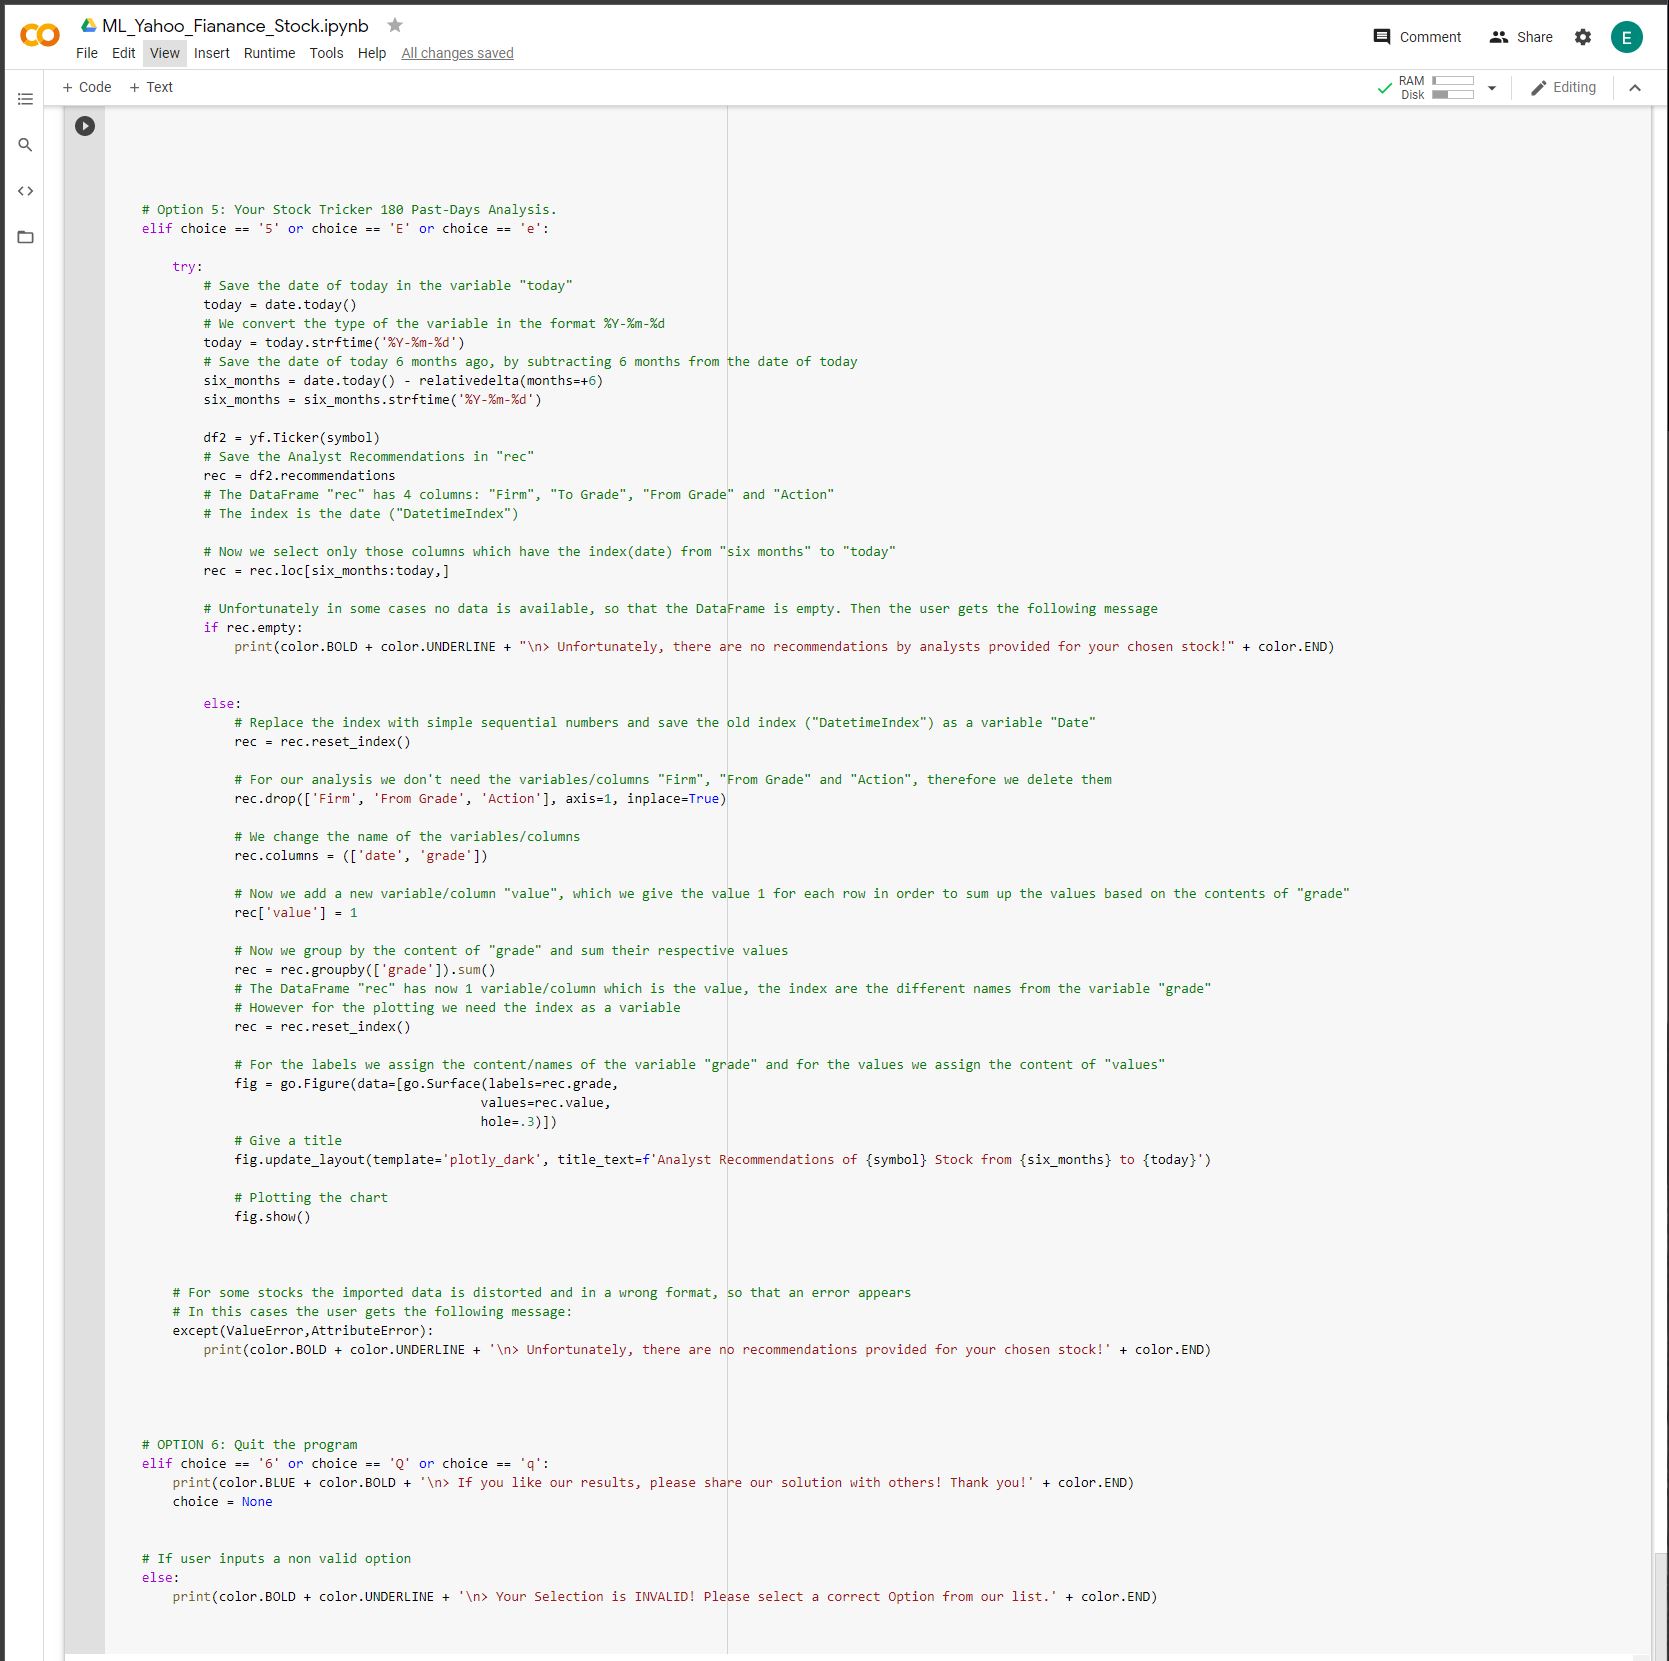 ML_Yahoo_Fianance_Stock.ipynb
File Edit View Insert Runtime Tools Help All changes saved
Comment Share E
+ Code + Text
RAM
Disk
Editing
# Option 5: Your Stock Tricker 180 Past-Days Analysis.
elif choice == '5' or choice == 'E' or choice == 'e':
try:
# Save the date of today in the variable "today"
today = date.today()
# We convert the type of the variable in the format %Y-%m-%d
today = today.strftime('%Y-%m-%d')
# Save the date of today 6 months ago, by subtracting 6 months from the date of today
six_months = date.today() - relativedelta(months=+6)
six_months = six_months.strftime('%Y-%m-%d')
df2 = yf.Ticker(symbol)
# Save the Analyst Recommendations in "rec"
rec = df2.recommendations
# The DataFrame "rec" has 4 columns: "Firm", "To Grade", "From Grade" and "Action"
# The index is the date ("DatetimeIndex")
# Now we select only those columns which have the index(date) from "six months" to "today"
rec = rec.loc[six_months:today,]
# Unfortunately in some cases no data is available, so that the DataFrame is empty. Then the user gets the following message
if rec.empty:
print(color.BOLD + color.UNDERLINE + "\n> Unfortunately, there are no recommendations by analysts provided for your chosen stock!" + color.END)
else:
# Replace the index with simple sequential numbers and save the old index ("DatetimeIndex") as a variable "Date"
rec = rec.reset_index()
# For our analysis we don't need the variables/columns "Firm", "From Grade" and "Action", therefore we delete them
rec.drop(['Firm', 'From Grade', 'Action'], axis=1, inplace=True)
# We change the name of the variables/columns
rec.columns = (['date', 'grade'])
# Now we add a new variable/column "value", which we give the value 1 for each row in order to sum up the values based on the contents of "grade"
rec['value'] = 1
# Now we group by the content of "grade" and sum their respective values
rec = rec.groupby(['grade']).sum()
# The DataFrame "rec" has now 1 variable/column which is the value, the index are the different names from the variable "grade"
# However for the plotting we need the index as a variable
rec = rec.reset_index()
# For the labels we assign the content/names of the variable "grade" and for the values we assign the content of "values"
fig = go.Figure(data=[go.Surface(labels=rec.grade,
values=rec.value,
hole=.3)])
# Give a title
fig.update_layout(template='plotly_dark', title_text=f'Analyst Recommendations of {symbol} Stock from {six_months} to {today}')
# Plotting the chart
fig.show()
# For some stocks the imported data is distorted and in a wrong format, so that an error appears
# In this cases the user gets the following message:
except(ValueError,AttributeError):
print(color.BOLD + color.UNDERLINE + '\n> Unfortunately, there are no recommendations provided for your chosen stock!' + color.END)
# OPTION 6: Quit the program
elif choice == '6' or choice == 'Q' or choice == 'q':
print(color.BLUE + color.BOLD + '\n> If you like our results, please share our solution with others! Thank you!' + color.END)
choice = None
# If user inputs a non valid option
else:
print(color.BOLD + color.UNDERLINE + '\n> Your Selection is INVALID! Please select a correct Option from our list.' + color.END)